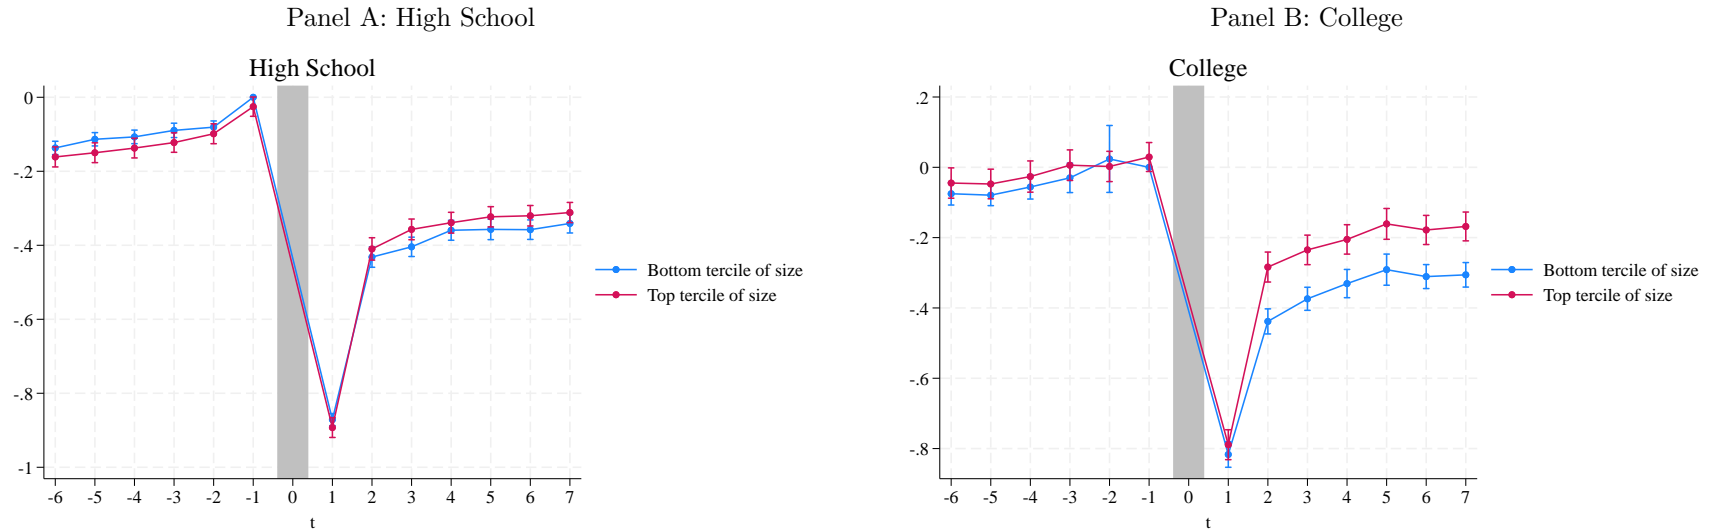 Panel A: High School
High School
0
-.2
-.4
-.6
-.8
-1
-6 -5 -4 -3 -2 -1 0 1 2 3 4 5 6 7
t
Bottom tercile of size
Top tercile of size
Panel B: College
College
.2
0
-.2
-.4
-.6
-.8
-6 -5 -4 -3 -2 -1 0 1 2 3 4 5 6 7
t
Bottom tercile of size
Top tercile of size